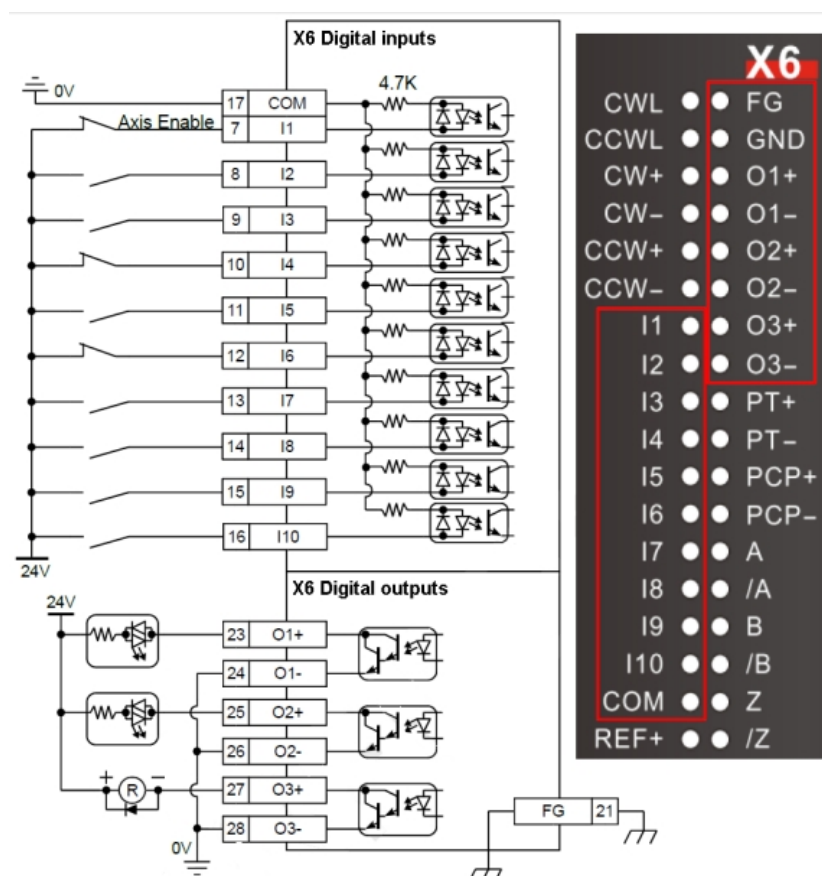 X6 Digital inputs
4.7K
0V
17 COM
Axis Enable 7 I1
8 I2
9 I3
10 I4
11 I5
12 I6
13 I7
14 I8
15 I9
16 I10
24V
X6 Digital outputs
24V
23 O1+
24 O1-
25 O2+
26 O2-
+ R - 27 O3+
28 O3-
0V
FG 21
X6
CWL FG
CCWL GND
CW+ O1+
CW- O1-
CCW+ O2+
CCW- O2-
I1 O3+
I2 O3-
I3 PT+
I4 PT-
I5 PCP+
I6 PCP-
I7 A
I8 /A
I9 B
I10 /B
COM Z
REF+ /Z